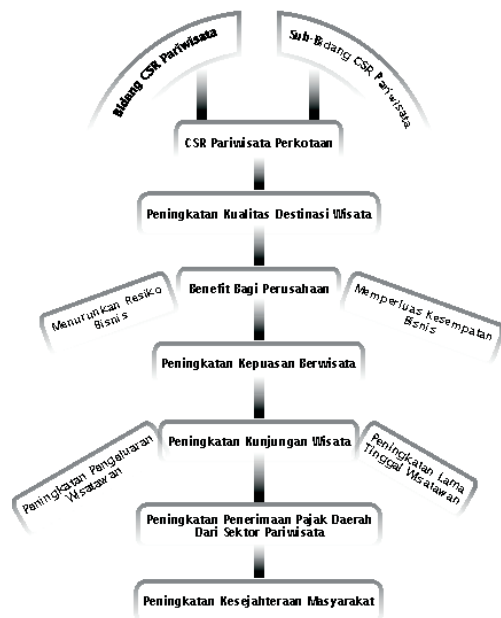 Bidang CSR Pariwisata
Sub-Bidang CSR Pariwisata
CSR Pariwisata Perkotaan
Peningkatan Kualitas Destinasi Wisata
Menurunkan Resiko
Bisnis
Benefit Bagi Perusahaan
Memperluas Kesempatan
Bisnis
Peningkatan Kepuasan Berwisata
Peningkatan Pengeluaran
Wisatawan
Peningkatan Kunjungan Wisata
Peningkatan Lama
Tinggal Wisatawan
Peningkatan Penerimaan Pajak Daerah
Dari Sektor Pariwisata
Peningkatan Kesejahteraan Masyarakat